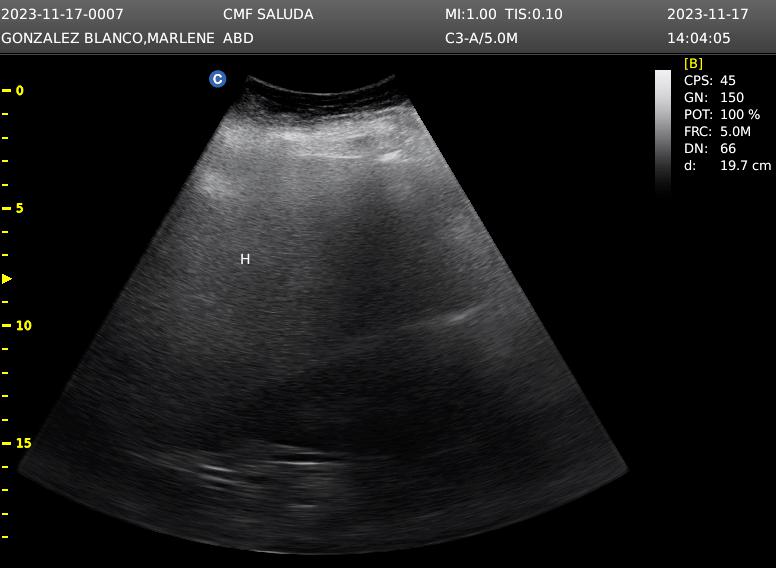 2023-11-17-0007 CMF SALUDA MI:1.00 TIS:0.10 2023-11-17
GONZALEZ BLANCO,MARLENE ABD C3-A/5.0M 14:04:05
[B]
C
0
CPS: 45
GN: 150
POT: 100 %
FRC: 5.0M
DN: 66
d: 19.7 cm
5
H
10
15